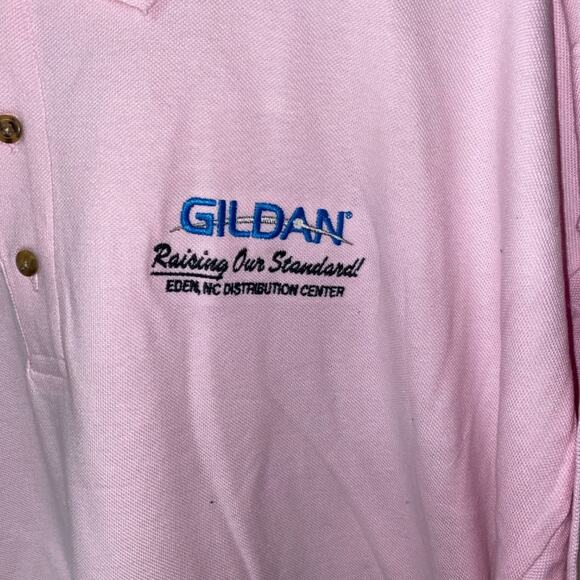 GILDAN®
Raising Our Standard!
EDEN, NC DISTRIBUTION CENTER